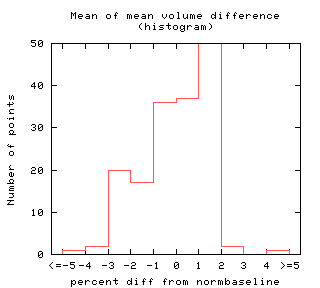 Mean of mean volume difference
(histogram)
50
40
30
20
10
0
Number of points
<=-5 -4 -3 -2 -1 0 1 2 3 4 >=5
percent diff from normbaseline